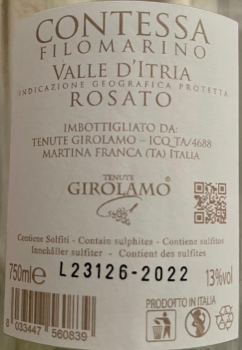 CONTESSA
FILOMARINO
VALLE D'ITRIA
INDICAZIONE GEOGRAFICA PROTETTA
ROSATO
IMBOTTIGLIATO DA:
TENUTE GIROLAMO – ICQ TA/4688
MARTINA FRANCA (TA) ITALIA
TENUTE
GIROLAMO ®
Contiene Solfiti - Contain sulphites - Contiene sulfitos
Innehåller sulfiter - Contient des sulfites
750ml℮ L23126-2022 13%vol
PRODOTTO IN ITALIA
8 033447 560839